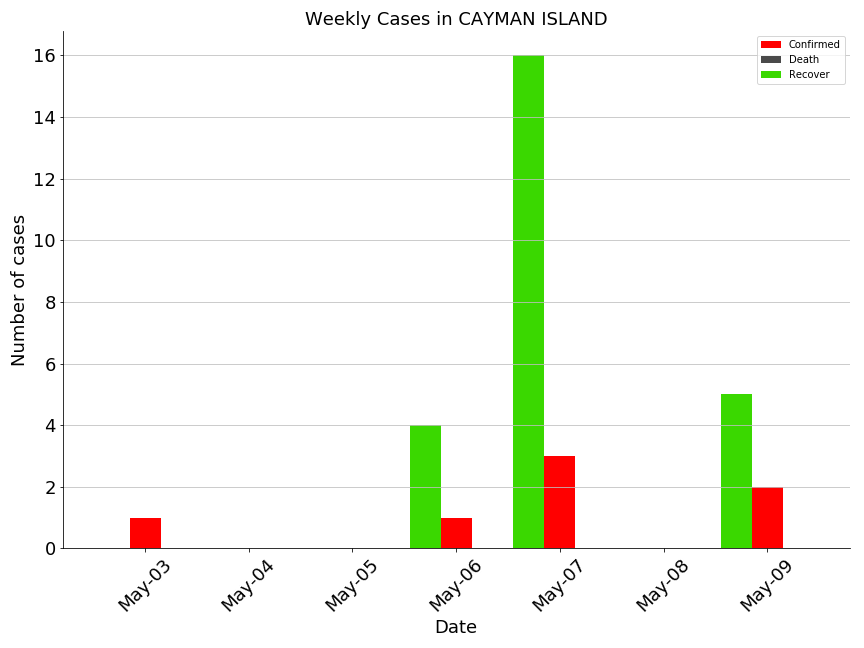 Weekly Cases in CAYMAN ISLAND
Confirmed
Death
Recover
Number of cases
16
14
12
10
8
6
4
2
0
May-03
May-04
May-05
May-06
May-07
May-08
May-09
Date